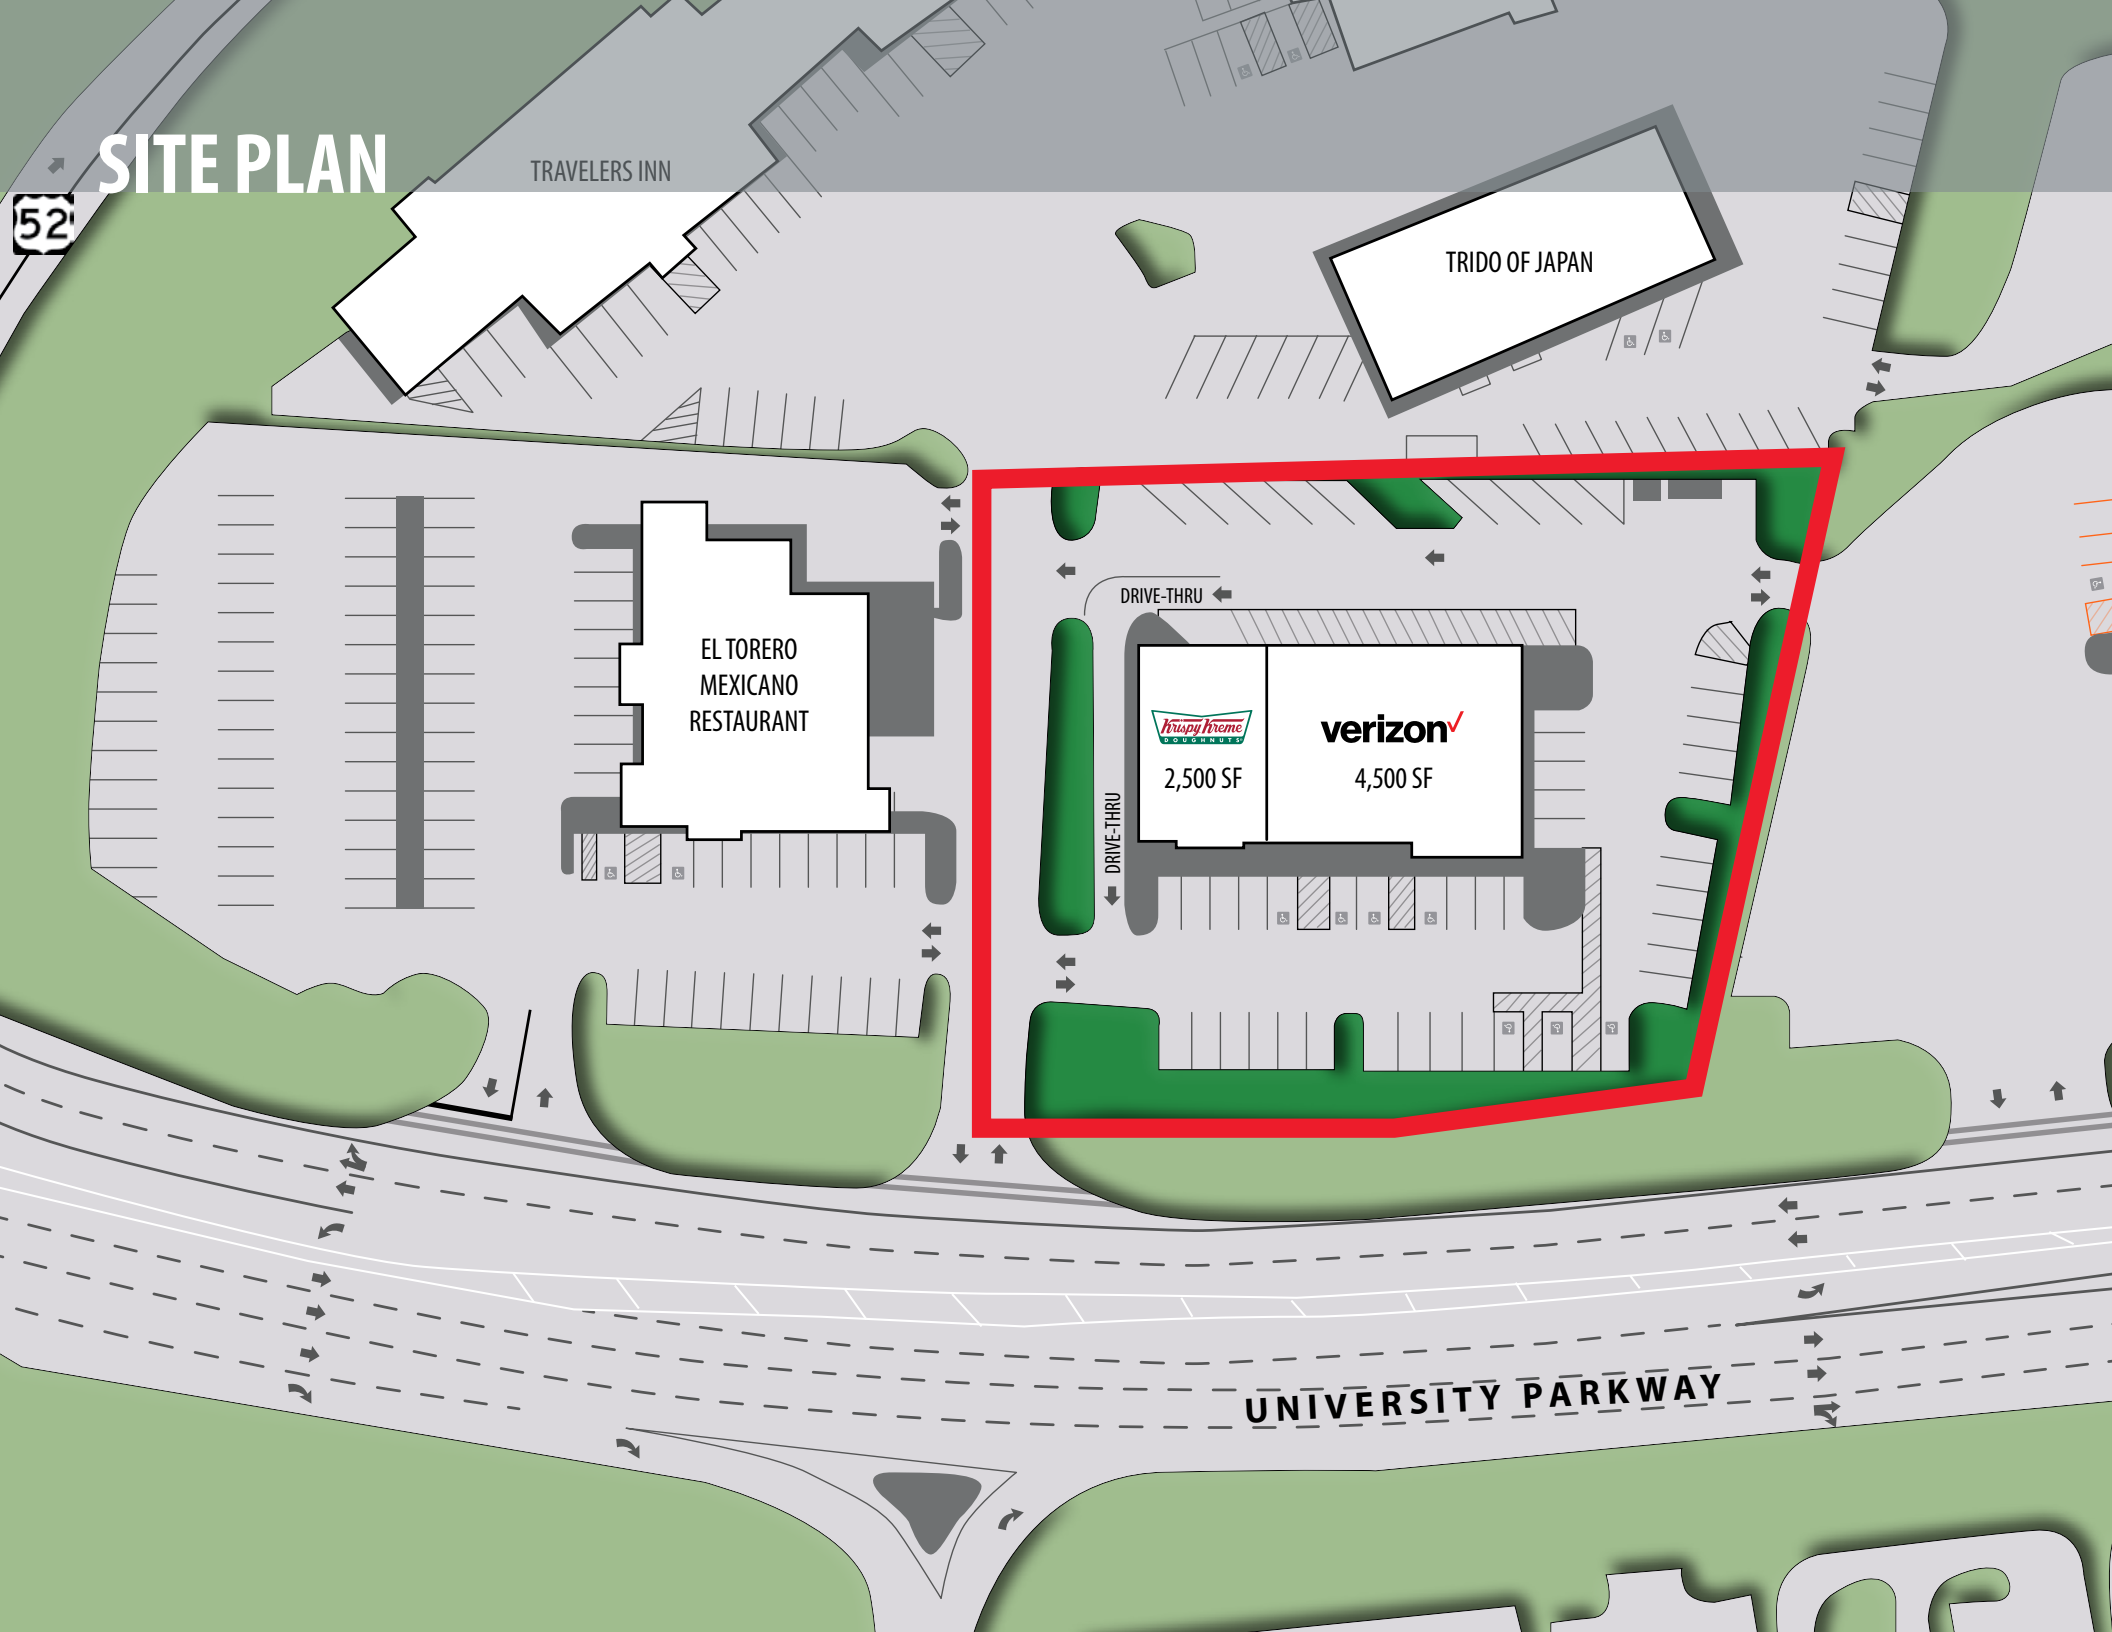 SITE PLAN
TRAVELERS INN
52
TRIDO OF JAPAN
DRIVE-THRU
EL TORERO
MEXICANO
RESTAURANT
Krispy Kreme
DOUGHNUTS
2,500 SF
verizon
4,500 SF
DRIVE-THRU
UNIVERSITY PARKWAY